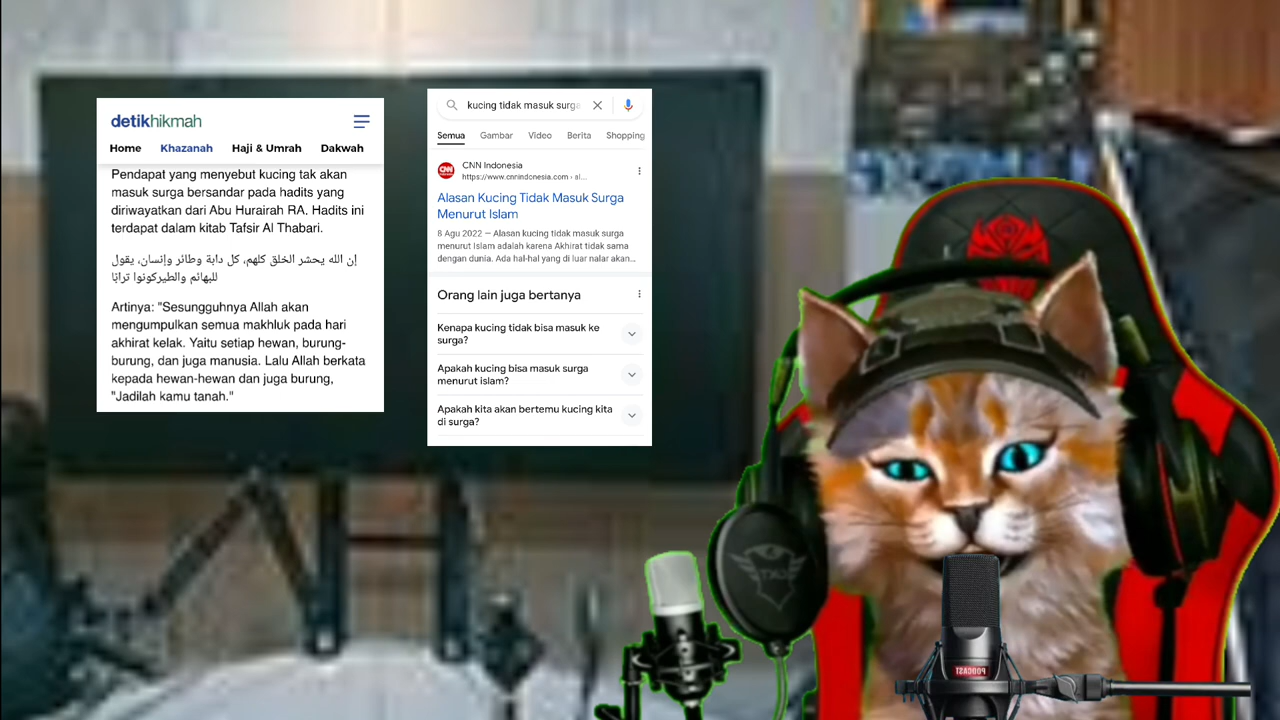 detikhikmah
Home Khazanah Haji & Umrah Dakwah
Pendapat yang menyebut kucing tak akan
masuk surga bersandar pada hadits yang
diriwayatkan dari Abu Hurairah RA. Hadits ini
terdapat dalam kitab Tafsir Al Thabari.
إن الله يحشر الخلق كلهم، كل دابة وطائر وإنسان، يقول
للبهائم والطيركونوا ترابًا
Artinya: "Sesungguhnya Allah akan
mengumpulkan semua makhluk pada hari
akhirat kelak. Yaitu setiap hewan, burung-
burung, dan juga manusia. Lalu Allah berkata
kepada hewan-hewan dan juga burung,
"Jadilah kamu tanah."
kucing tidak masuk surga
Semua Gambar Video Berita Shopping
CNN
CNN Indonesia
https://www.cnnindonesia.com › al...
Alasan Kucing Tidak Masuk Surga
Menurut Islam
8 Agu 2022 — Alasan kucing tidak masuk surga
menurut Islam adalah karena Akhirat tidak sama
dengan dunia. Ada hal-hal yang di luar nalar akan...
Orang lain juga bertanya
Kenapa kucing tidak bisa masuk ke
surga?
Apakah kucing bisa masuk surga
menurut islam?
Apakah kita akan bertemu kucing kita
di surga?
PODCAST